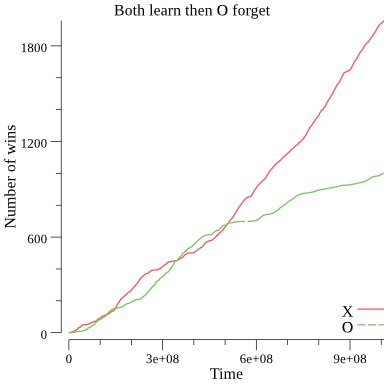 Both learn then O forget
Number of wins
1800
1200
600
0
X
O
0
3e+08
6e+08
9e+08
Time